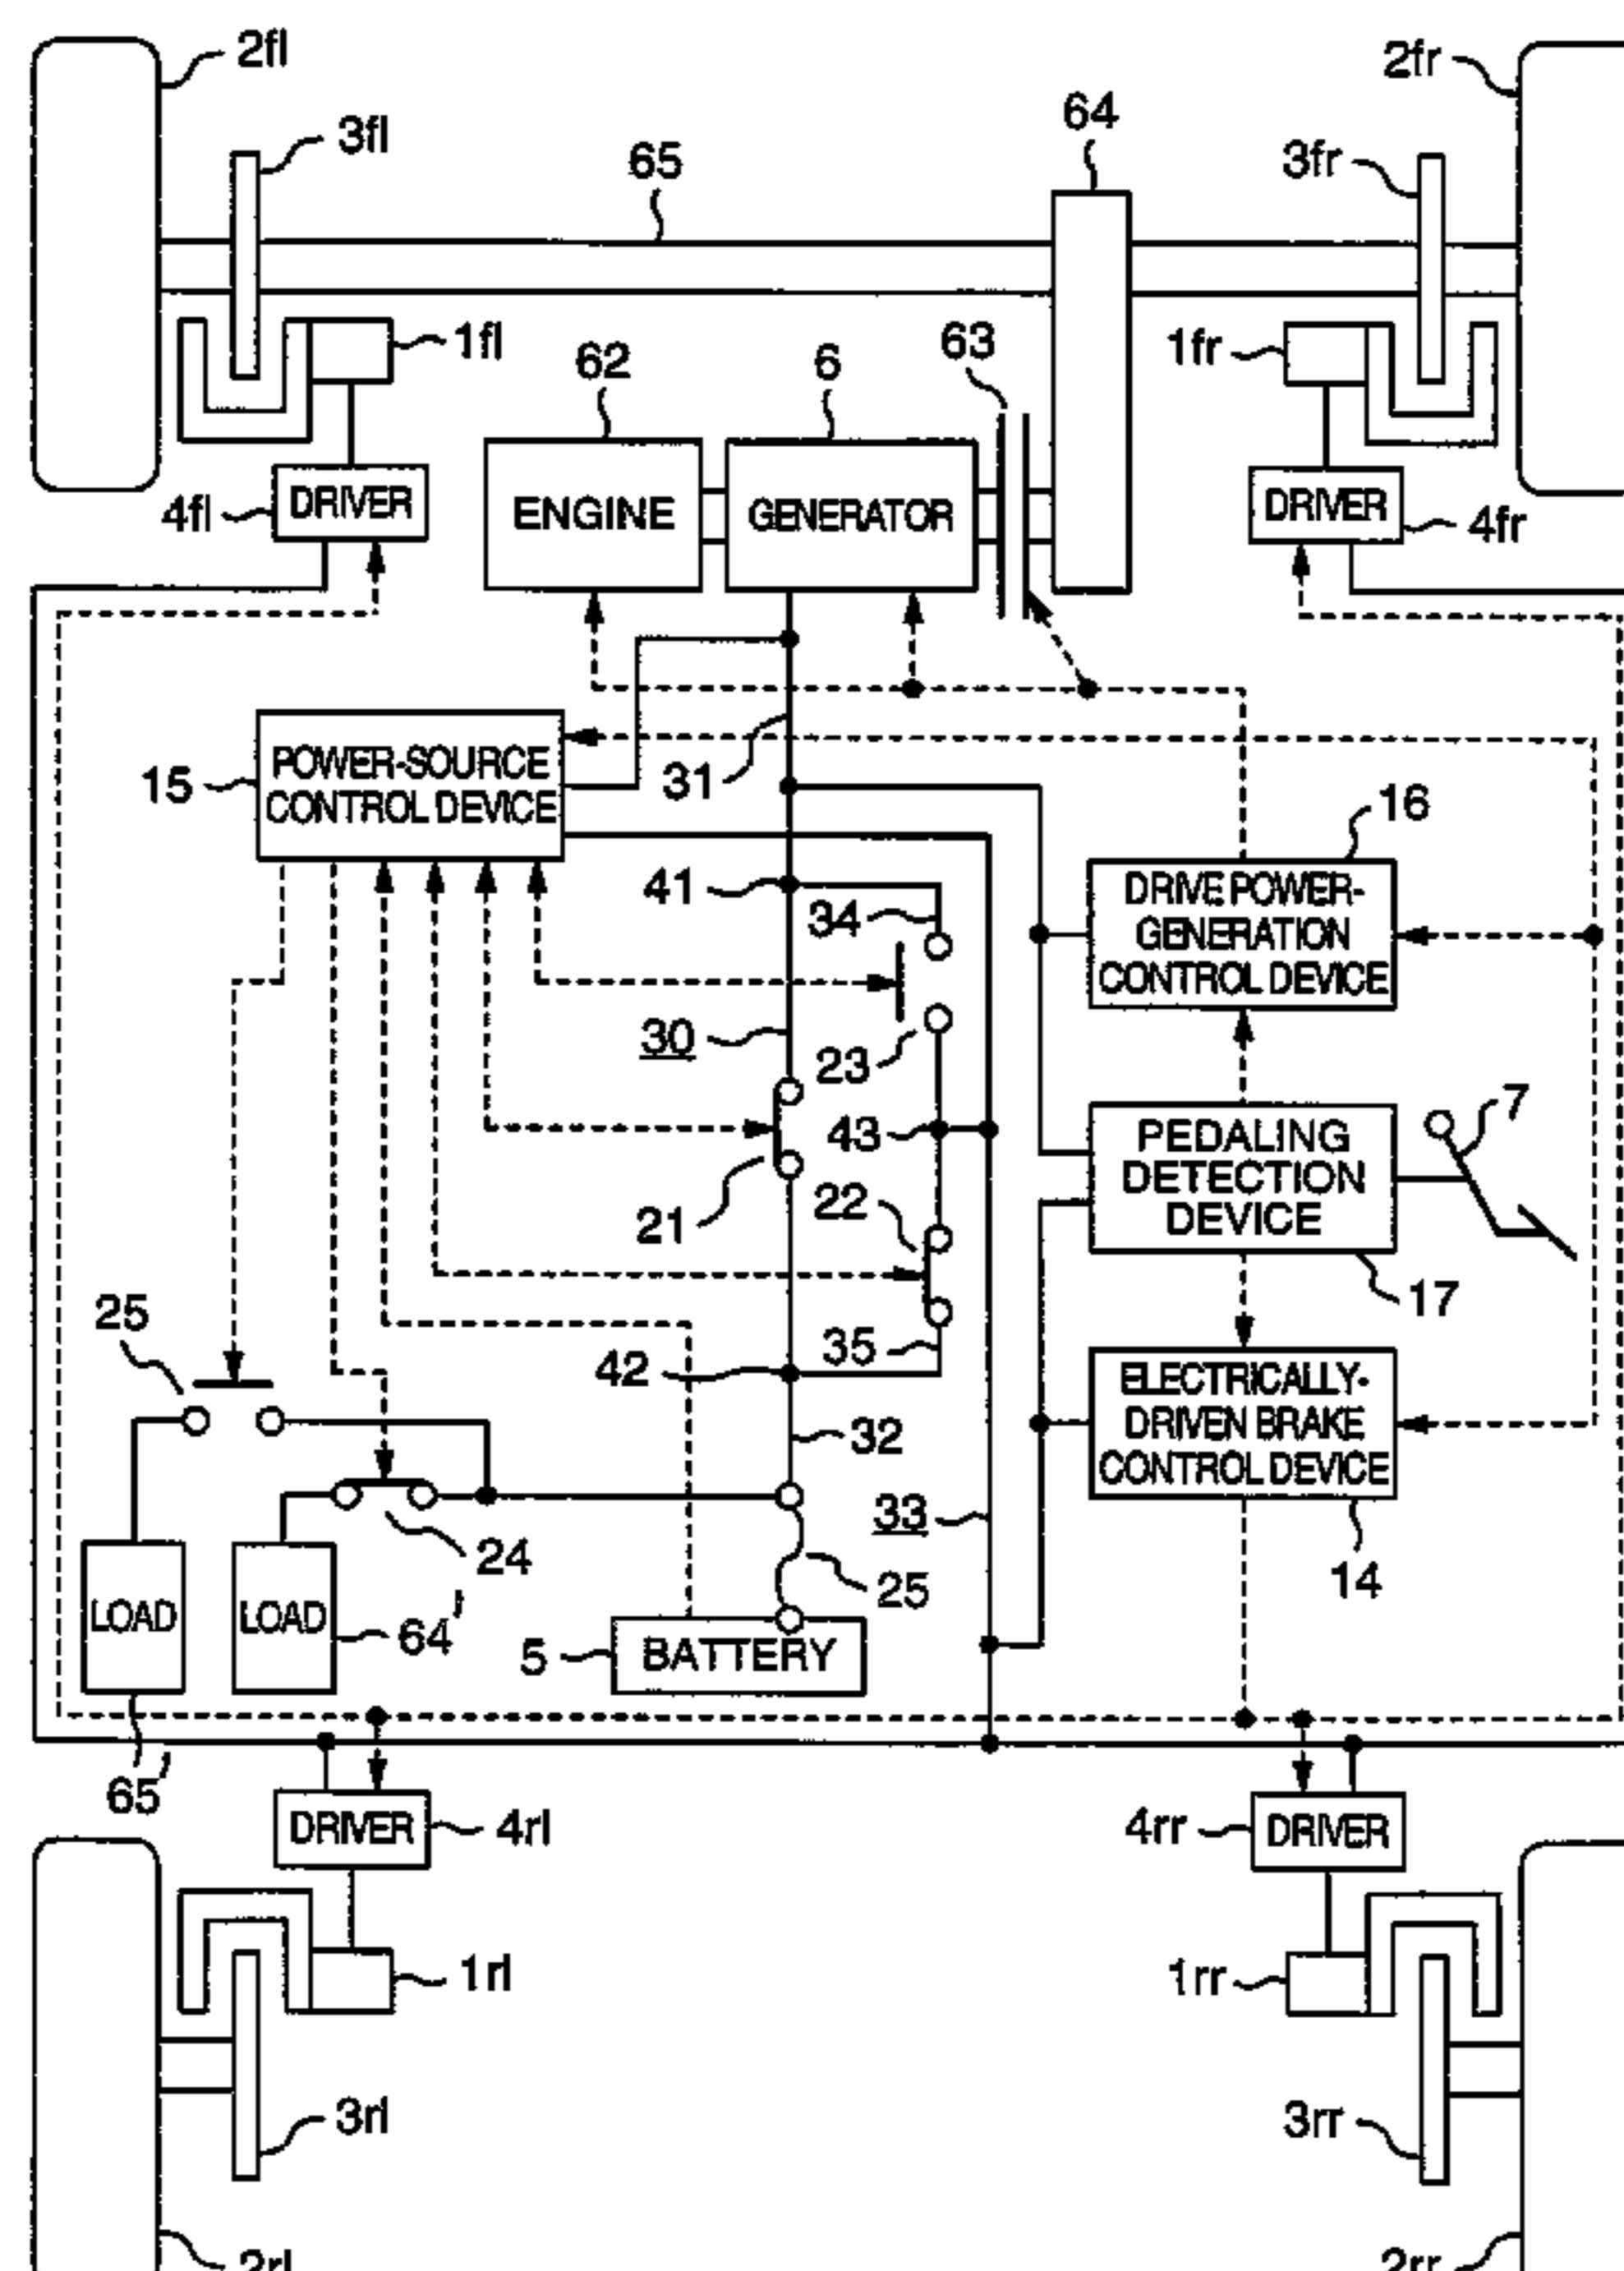 2fl
2fr
3fl
64
65
3fr
1fl
62
6
63
1fr
DRIVER
4fl
ENGINE
GENERATOR
DRIVER
4fr
15
POWER-SOURCE
CONTROL DEVICE
31
16
41
34
DRIVE POWER-
GENERATION
CONTROL DEVICE
30
23
43
7
PEDALING
DETECTION
DEVICE
21
22
17
25
35
42
ELECTRICALLY-
DRIVEN BRAKE
CONTROL DEVICE
32
33
24
25
14
LOAD
LOAD
64'
5
BATTERY
65'
DRIVER
4rl
4rr
DRIVER
1rl
1rr
3rl
3rr
2rl
2rr